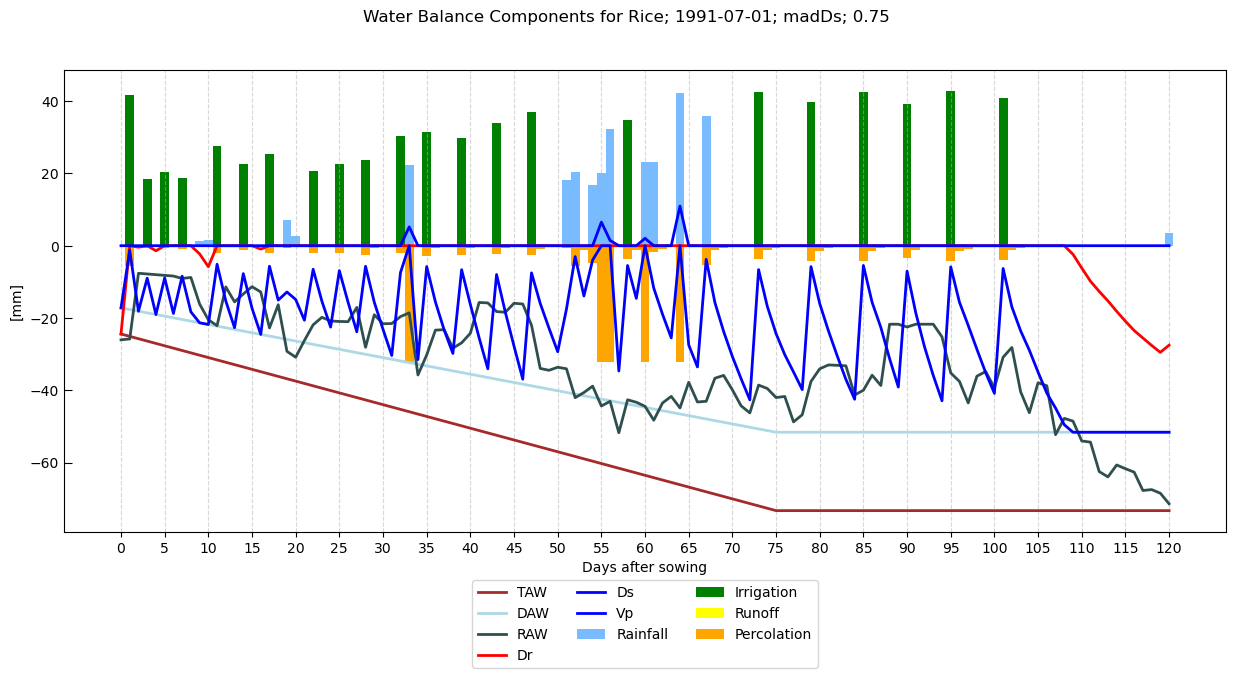 Water Balance Components for Rice; 1991-07-01; madDs; 0.75
40
20
0
−20
−40
−60
[mm]
0 5 10 15 20 25 30 35 40 45 50 55 60 65 70 75 80 85 90 95 100 105 110 115 120
Days after sowing
TAW Ds Irrigation
DAW Vp Runoff
RAW Rainfall Percolation
Dr